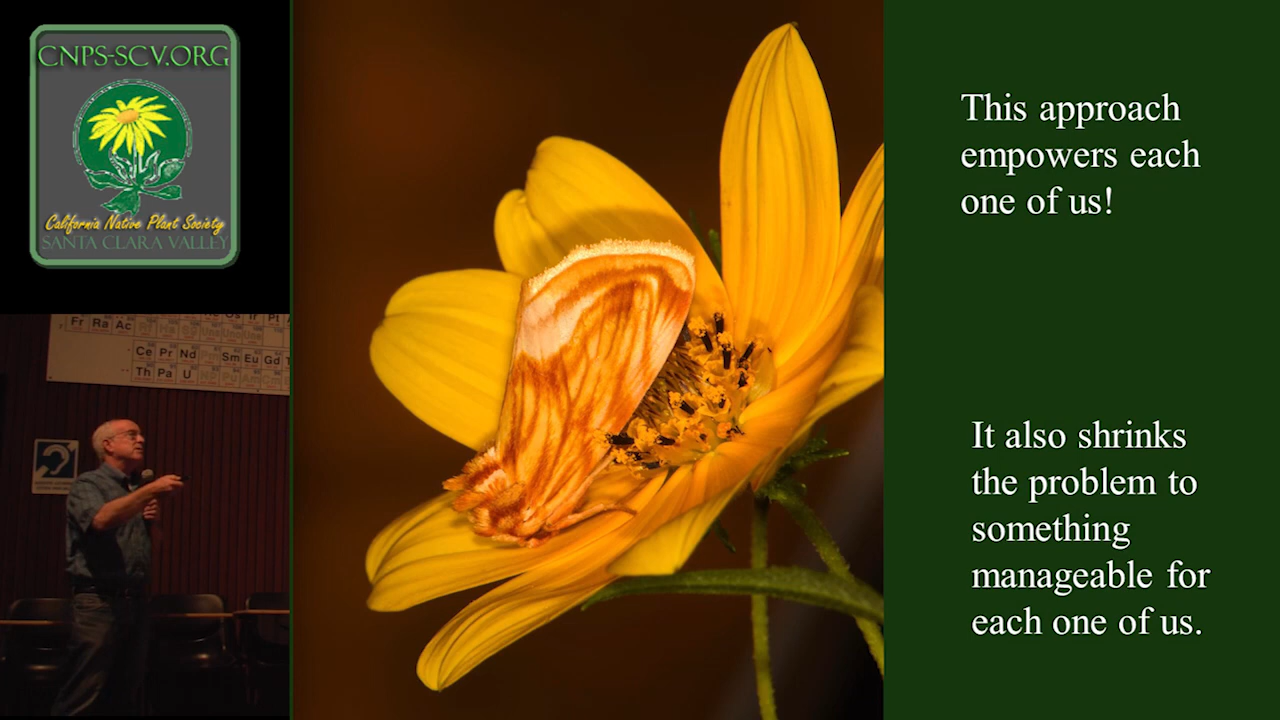 CNPS-SCV.ORG
California Native Plant Society
SANTA CLARA VALLEY
This approach
empowers each
one of us!
It also shrinks
the problem to
something
manageable for
each one of us.
Fr Ra Ac
Ce Pr Nd Sm Eu Gd
Th Pa U